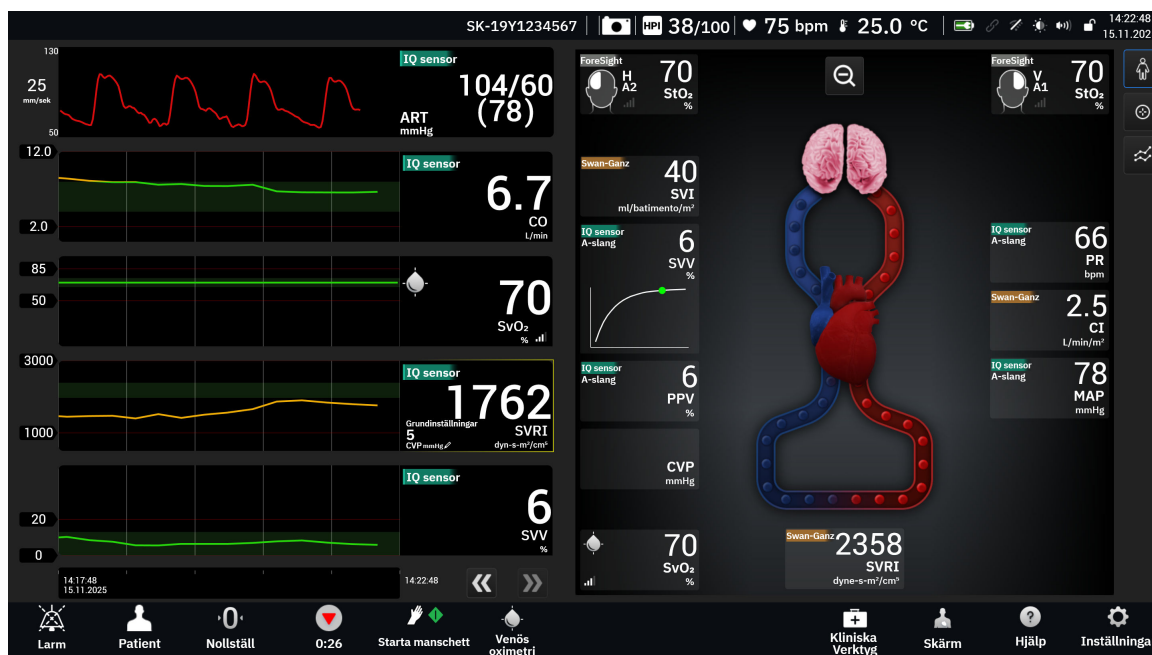 SK-19Y1234567
HPI 38/100
75 bpm
25.0 °C
14:22:48
15.11.202
130
25
mm/sek
50
IQ sensor
104/60
(78)
ART
mmHg
12.0
2.0
IQ sensor
6.7
CO
L/min
85
50
70
SvO₂
%
3000
1000
IQ sensor
1762
Grundinställningar
5
SVRI
CVP mmHg
dyn-s-m²/cm⁵
20
0
IQ sensor
6
SVV
%
14:17:48
15.11.2025
14:22:48
ForeSight
H
A2
70
StO₂
%
ForeSight
V
A1
70
StO₂
%
Swan-Ganz
40
SVI
ml/batimento/m²
IQ sensor
A-slang
6
SVV
%
IQ sensor
A-slang
6
PPV
%
CVP
mmHg
70
SvO₂
%
IQ sensor
A-slang
66
PR
bpm
Swan-Ganz
2.5
CI
L/min/m²
IQ sensor
A-slang
78
MAP
mmHg
Swan-Ganz
2358
SVRI
dyne-s-m²/cm⁵
Larm
Patient
0
Nollställ
0:26
Starta manschett
Venös
oximetri
Kliniska
Verktyg
Skärm
?
Hjälp
Inställninga